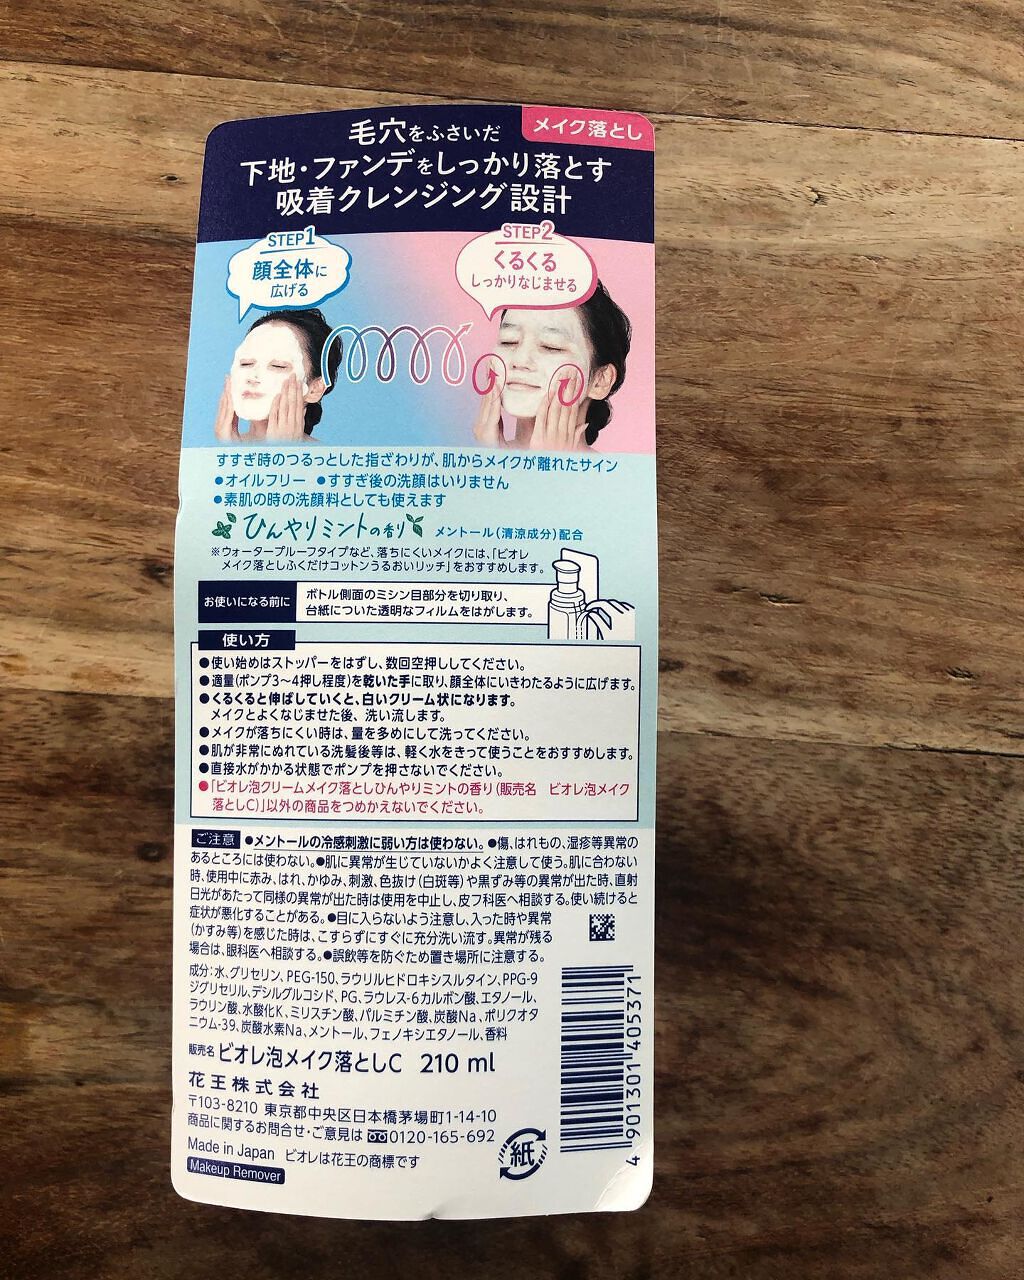 メイク落とし
毛穴をふさいだ
下地・ファンデをしっかり落とす
吸着クレンジング設計
STEP1
顔全体に
広げる
STEP2
くるくる
しっかりなじませる
すすぎ時のつるっとした指ざわりが、肌からメイクが離れたサイン
●オイルフリー ●すすぎ後の洗顔はいりません
●素肌の時の洗顔料としても使えます
ひんやりミントの香り メントール(清涼成分)配合
※ウォータープルーフタイプなど、落ちにくいメイクには、「ビオレ
メイク落としふくだけコットンうるおいリッチ」をおすすめします。
お使いになる前に
ボトル側面のミシン目部分を切り取り、
台紙についた透明なフィルムをはがします。
使い方
●使い始めはストッパーをはずし、数回空押ししてください。
●適量(ポンプ3〜4押し程度)を乾いた手に取り、顔全体にいきわたるように広げます。
●くるくると伸ばしていくと、白いクリーム状になります。
メイクとよくなじませた後、洗い流します。
●メイクが落ちにくい時は、量を多めにして洗ってください。
●肌が非常にぬれている洗髪後等は、軽く水をきって使うことをおすすめします。
●直接水がかかる状態でポンプを押さないでください。
●「ビオレ泡クリームメイク落としひんやりミントの香り(販売名 ビオレ泡メイク
落としC)」以外の商品をつめかえないでください。
ご注意 ●メントールの冷感刺激に弱い方は使わない。●傷、はれもの、湿疹等異常の
あるところには使わない。●肌に異常が生じていないかよく注意して使う。肌に合わない
時、使用中に赤み、はれ、かゆみ、刺激、色抜け(白斑等)や黒ずみ等の異常が出た時、直射
日光があたって同様の異常が出た時は使用を中止し、皮フ科医へ相談する。使い続けると
症状が悪化することがある。●目に入らないよう注意し、入った時や異常
(かすみ等)を感じた時は、こすらずにすぐに充分洗い流す。異常が残る
場合は、眼科医へ相談する。●誤飲等を防ぐため置き場所に注意する。
成分:水、グリセリン、PEG-150、ラウリルヒドロキシスルタイン、PPG-9
ジグリセリル、デシルグルコシド、PG、ラウレス-6カルボン酸、エタノール、
ラウリン酸、水酸化K、ミリスチン酸、パルミチン酸、炭酸Na、ポリクオタ
ニウム-39、炭酸水素Na、メントール、フェノキシエタノール、香料
販売名 ビオレ泡メイク落としC 210 ml
花王株式会社
〒103-8210 東京都中央区日本橋茅場町1-14-10
商品に関するお問合せ・ご意見は 0120-165-692
Made in Japan ビオレは花王の商標です
Makeup Remover
紙
4 901301 405371